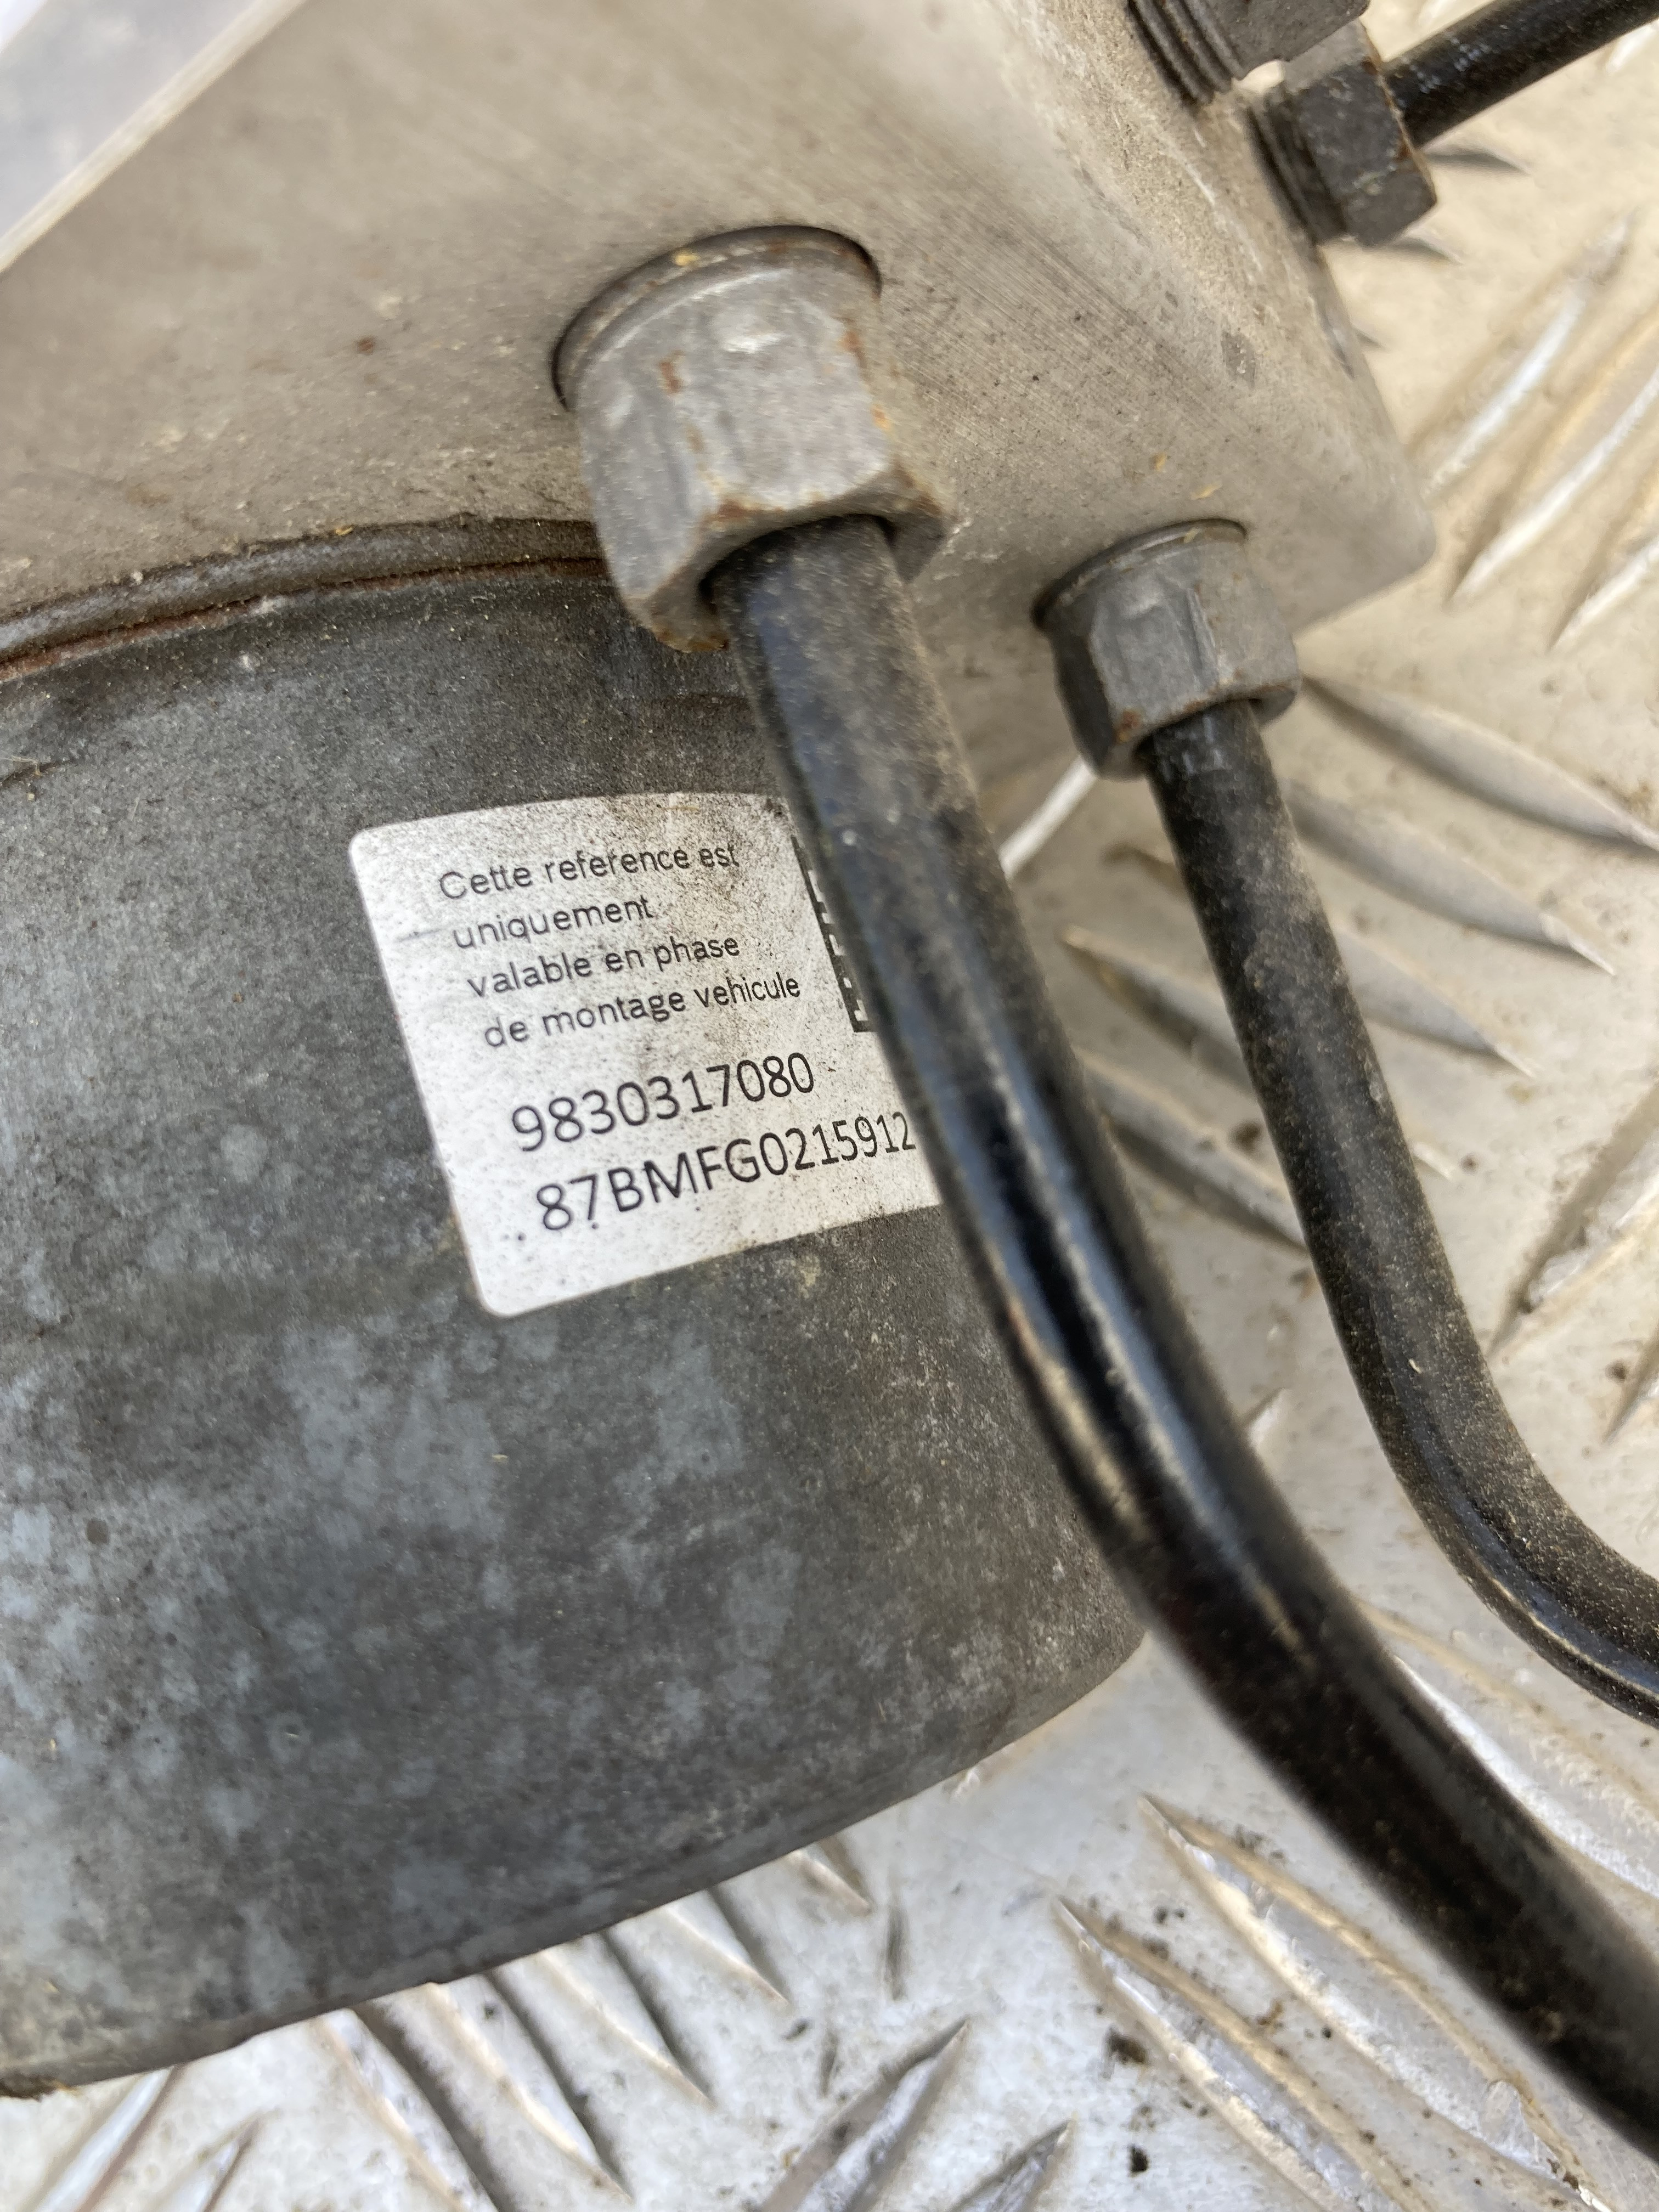 Cette reference est
uniquement
valable en phase
de montage vehicule
9830317080
87BMFG0215912